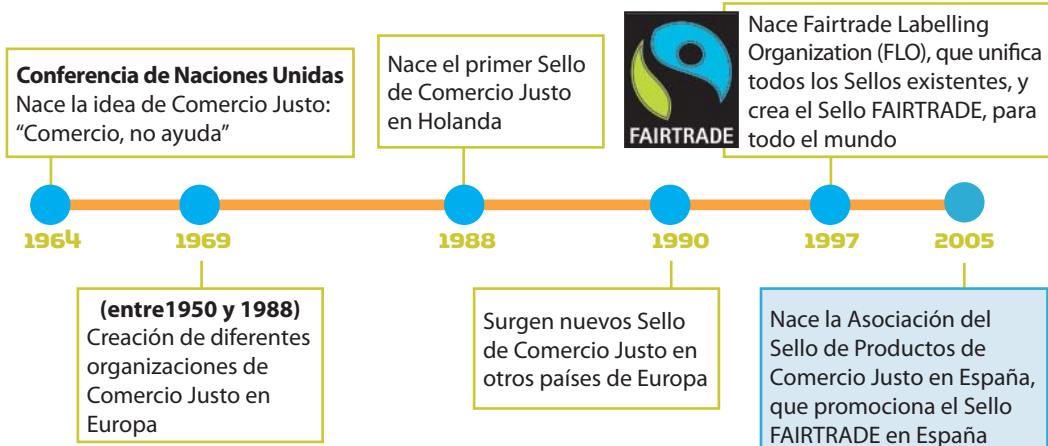 Conferencia de Naciones Unidas
Nace la idea de Comercio Justo:
“Comercio, no ayuda”
Nace el primer Sello
de Comercio Justo
en Holanda
FAIRTRADE
Nace Fairtrade Labelling
Organization (FLO), que unifica
todos los Sellos existentes, y
crea el Sello FAIRTRADE, para
todo el mundo
1964
1969
1988
1990
1997
2005
(entre1950 y 1988)
Creación de diferentes
organizaciones de
Comercio Justo en
Europa
Surgen nuevos Sello
de Comercio Justo en
otros países de Europa
Nace la Asociación del
Sello de Productos de
Comercio Justo en España,
que promociona el Sello
FAIRTRADE en España